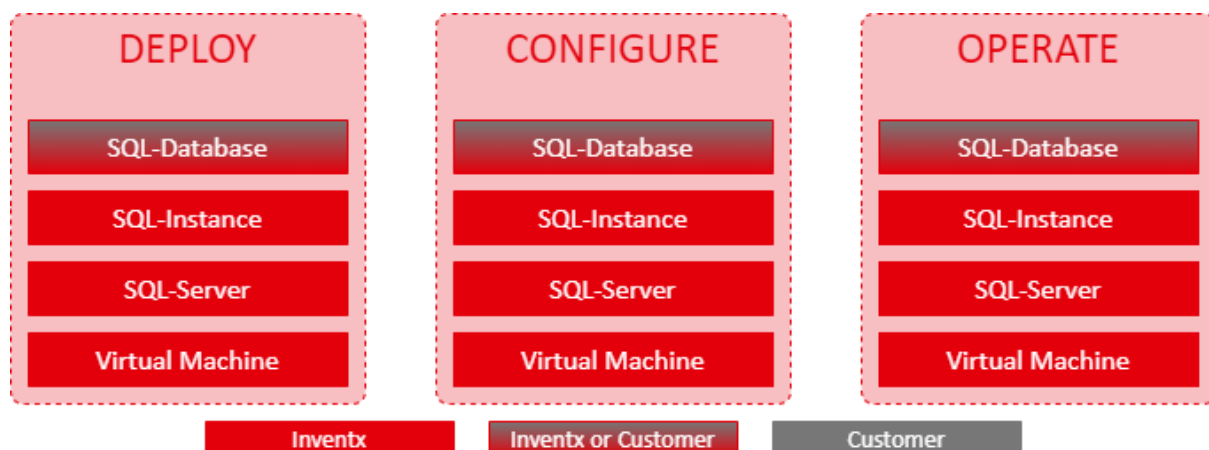 DEPLOY
SQL-Database
SQL-Instance
SQL-Server
Virtual Machine
CONFIGURE
SQL-Database
SQL-Instance
SQL-Server
Virtual Machine
OPERATE
SQL-Database
SQL-Instance
SQL-Server
Virtual Machine
Inventx
Inventx or Customer
Customer